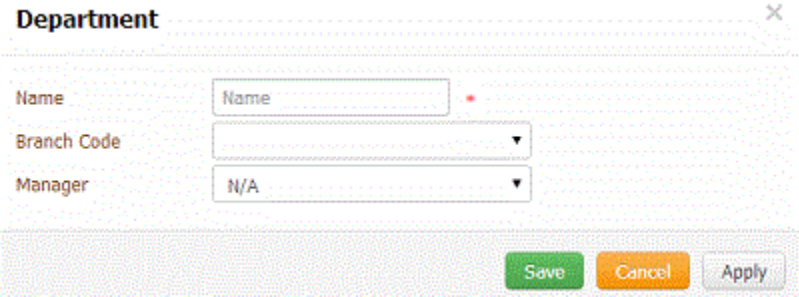 Department
Name Name *
Branch Code
Manager N/A
Save Cancel Apply